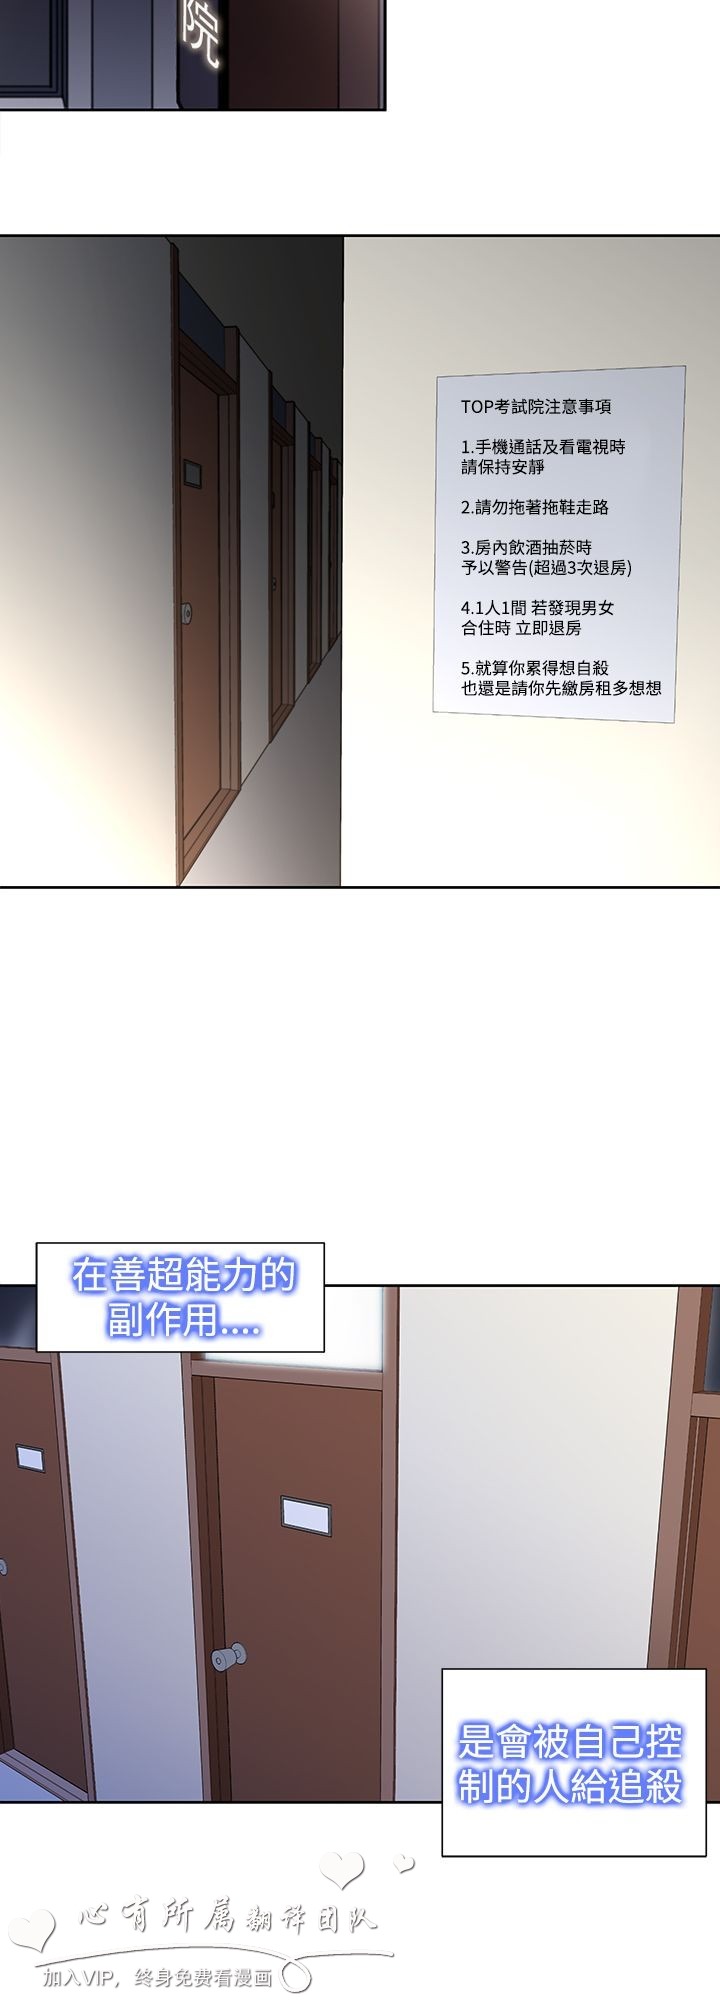 院
TOP考試院注意事項
1.手機通話及看電視時
請保持安靜
2.請勿拖著拖鞋走路
3.房內飲酒抽菸時
予以警告(超過3次退房)
4.1人1間 若發現男女
合住時 立即退房
5.就算你累得想自殺
也還是請你先繳房租多想想
在善超能力的
副作用....
是會被自己控
制的人給追殺
心有所属翻译团队
加入VIP，终身免费看漫画